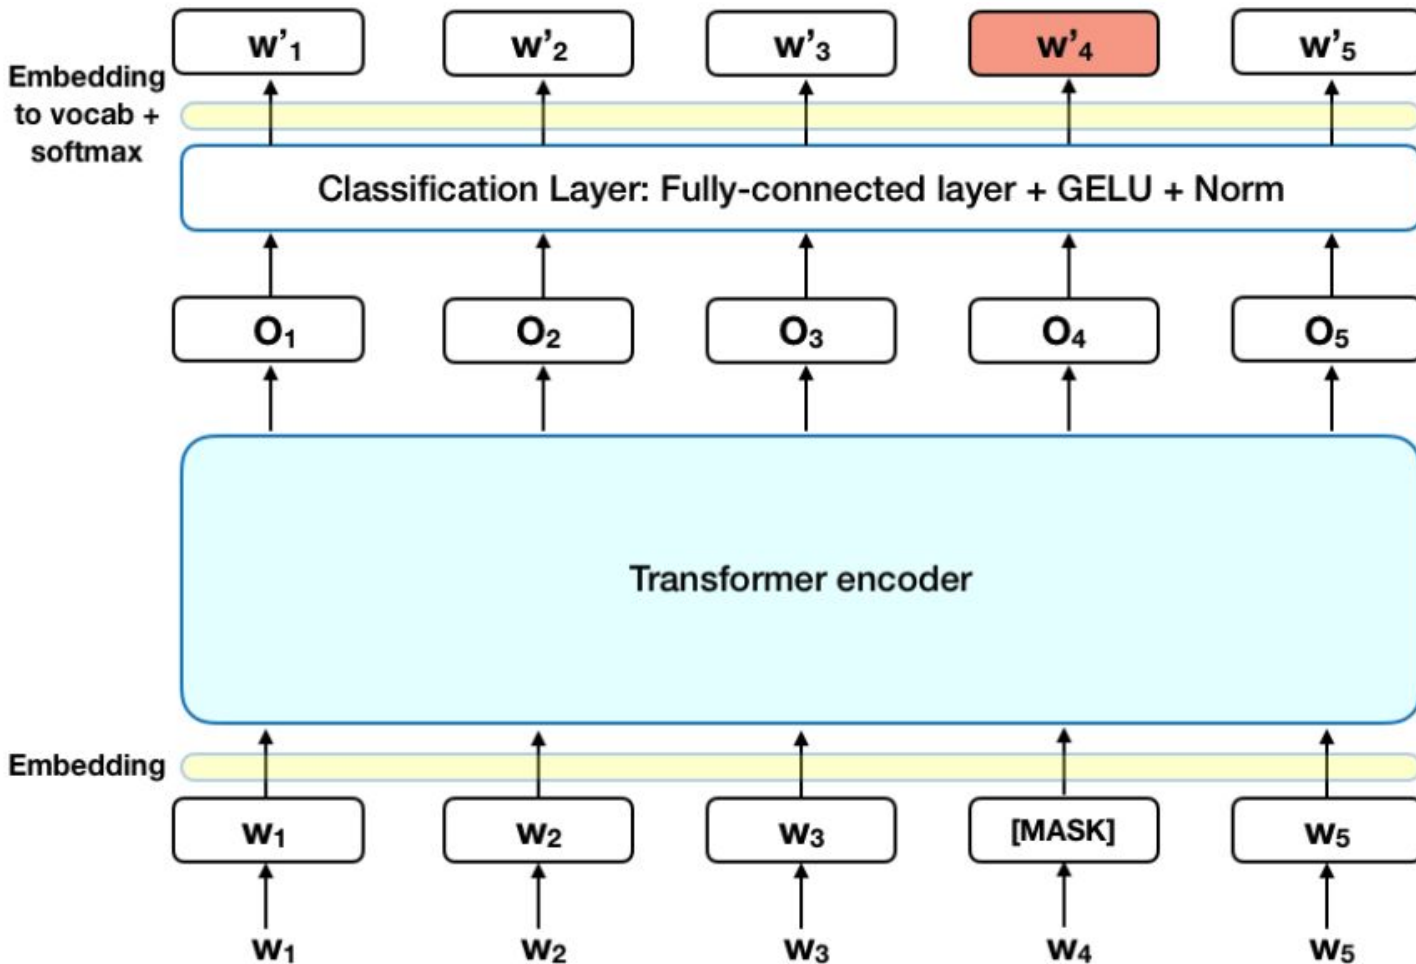 w’₁ w’₂ w’₃ w’₄ w’₅
Embedding
to vocab +
softmax
Classification Layer: Fully-connected layer + GELU + Norm
O₁ O₂ O₃ O₄ O₅
Transformer encoder
Embedding
w₁ w₂ w₃ [MASK] w₅
w₁ w₂ w₃ w₄ w₅